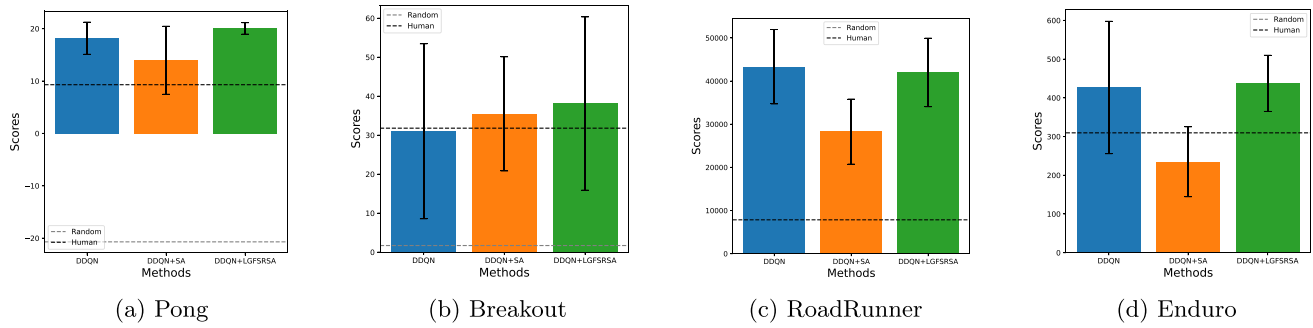 20
10
0
−10
−20
Scores
Random
Human
DDQN
DDQN+SA
DDQN+LGFSRSA
Methods
(a) Pong
60
50
40
30
20
10
0
Scores
Random
Human
DDQN
DDQN+SA
DDQN+LGFSRSA
Methods
(b) Breakout
50000
40000
30000
20000
10000
0
Scores
Random
Human
DDQN
DDQN+SA
DDQN+LGFSRSA
Methods
(c) RoadRunner
600
500
400
300
200
100
0
Scores
Random
Human
DDQN
DDQN+SA
DDQN+LGFSRSA
Methods
(d) Enduro